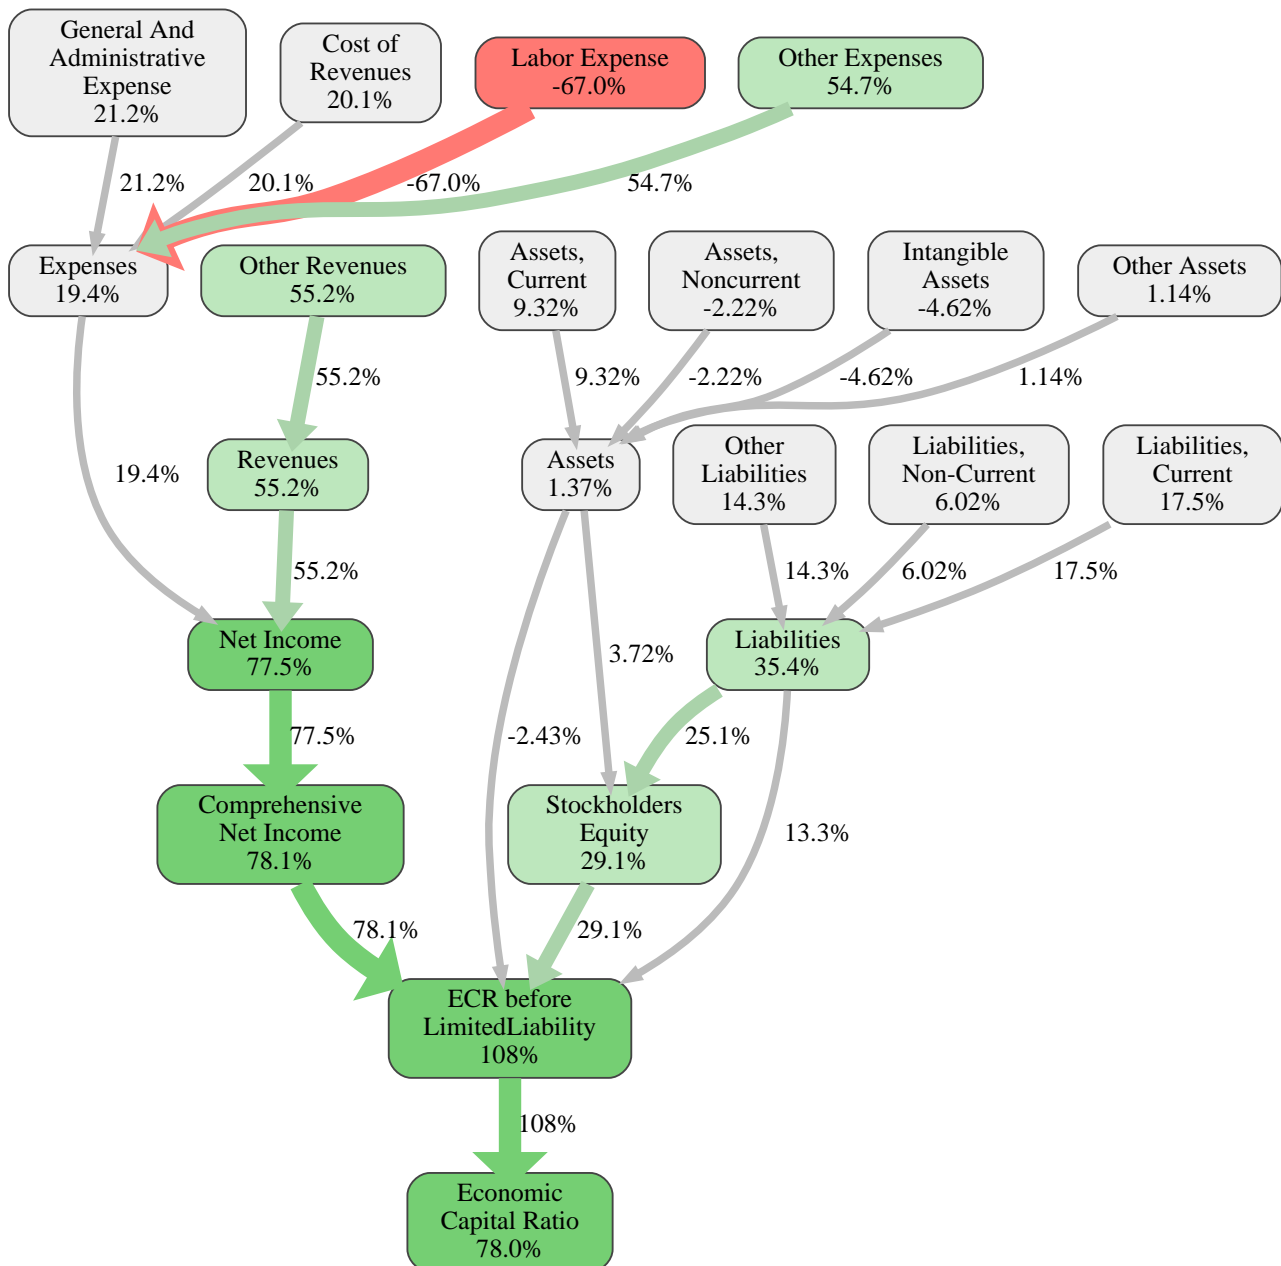 General And
Administrative
Expense
21.2%
Cost of
Revenues
20.1%
Labor Expense
-67.0%
Other Expenses
54.7%
21.2%
20.1%
-67.0%
54.7%
Expenses
19.4%
Other Revenues
55.2%
Assets,
Current
9.32%
Assets,
Noncurrent
-2.22%
Intangible
Assets
-4.62%
Other Assets
1.14%
55.2%
9.32%
-2.22%
-4.62%
1.14%
19.4%
Revenues
55.2%
Assets
1.37%
Other
Liabilities
14.3%
Liabilities,
Non-Current
6.02%
Liabilities,
Current
17.5%
55.2%
14.3%
6.02%
17.5%
Net Income
77.5%
3.72%
Liabilities
35.4%
77.5%
-2.43%
25.1%
Comprehensive
Net Income
78.1%
Stockholders
Equity
29.1%
13.3%
78.1%
29.1%
ECR before
LimitedLiability
108%
108%
Economic
Capital Ratio
78.0%